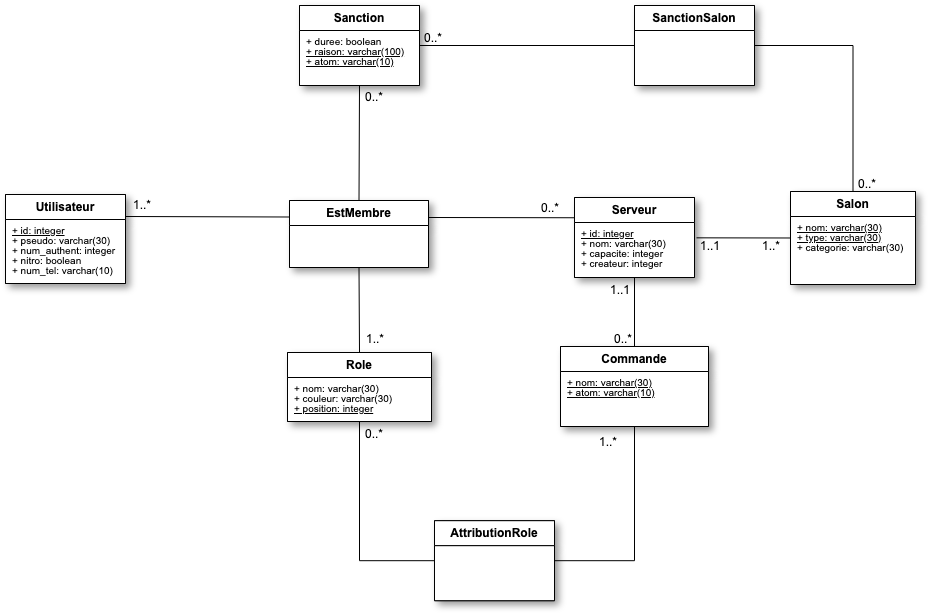 Sanction
+ duree: boolean
+ raison: varchar(100)
+ atom: varchar(10)
0..*
0..*
SanctionSalon
0..*
Utilisateur
+ id: integer
+ pseudo: varchar(30)
+ num_authent: integer
+ nitro: boolean
+ num_tel: varchar(10)
1..*
EstMembre
0..*
Serveur
+ id: integer
+ nom: varchar(30)
+ capacite: integer
+ createur: integer
1..1
1..*
Salon
+ nom: varchar(30)
+ type: varchar(30)
+ categorie: varchar(30)
1..1
0..*
1..*
Role
+ nom: varchar(30)
+ couleur: varchar(30)
+ position: integer
0..*
Commande
+ nom: varchar(30)
+ atom: varchar(10)
1..*
AttributionRole